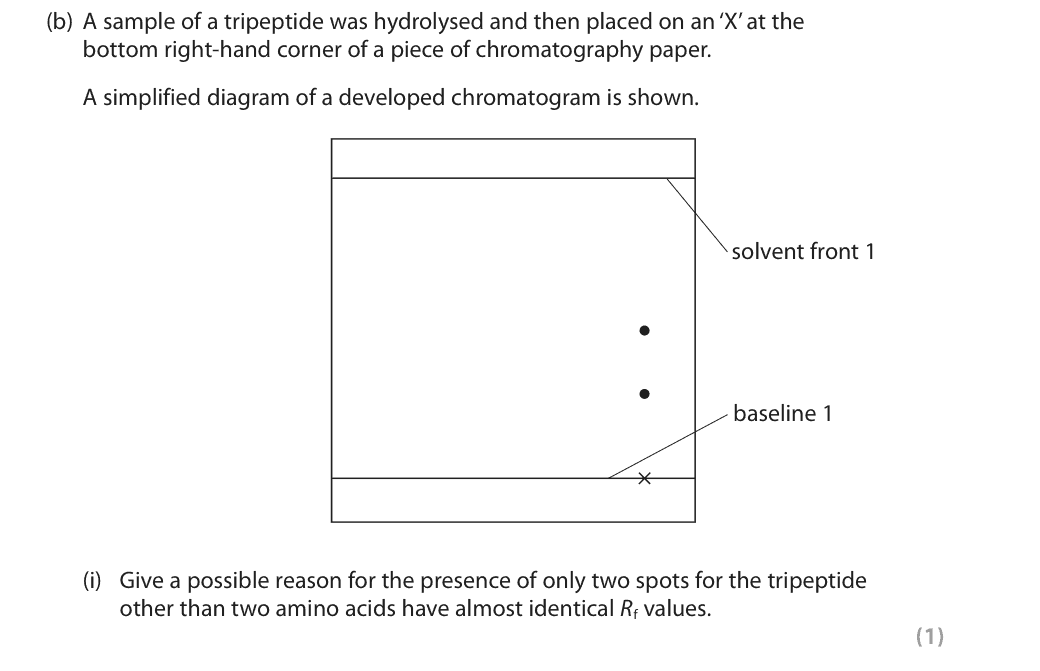 (b) A sample of a tripeptide was hydrolysed and then placed on an ‘X’ at the
bottom right-hand corner of a piece of chromatography paper.
A simplified diagram of a developed chromatogram is shown.
solvent front 1
baseline 1
(i) Give a possible reason for the presence of only two spots for the tripeptide
other than two amino acids have almost identical Rf values.
(1)